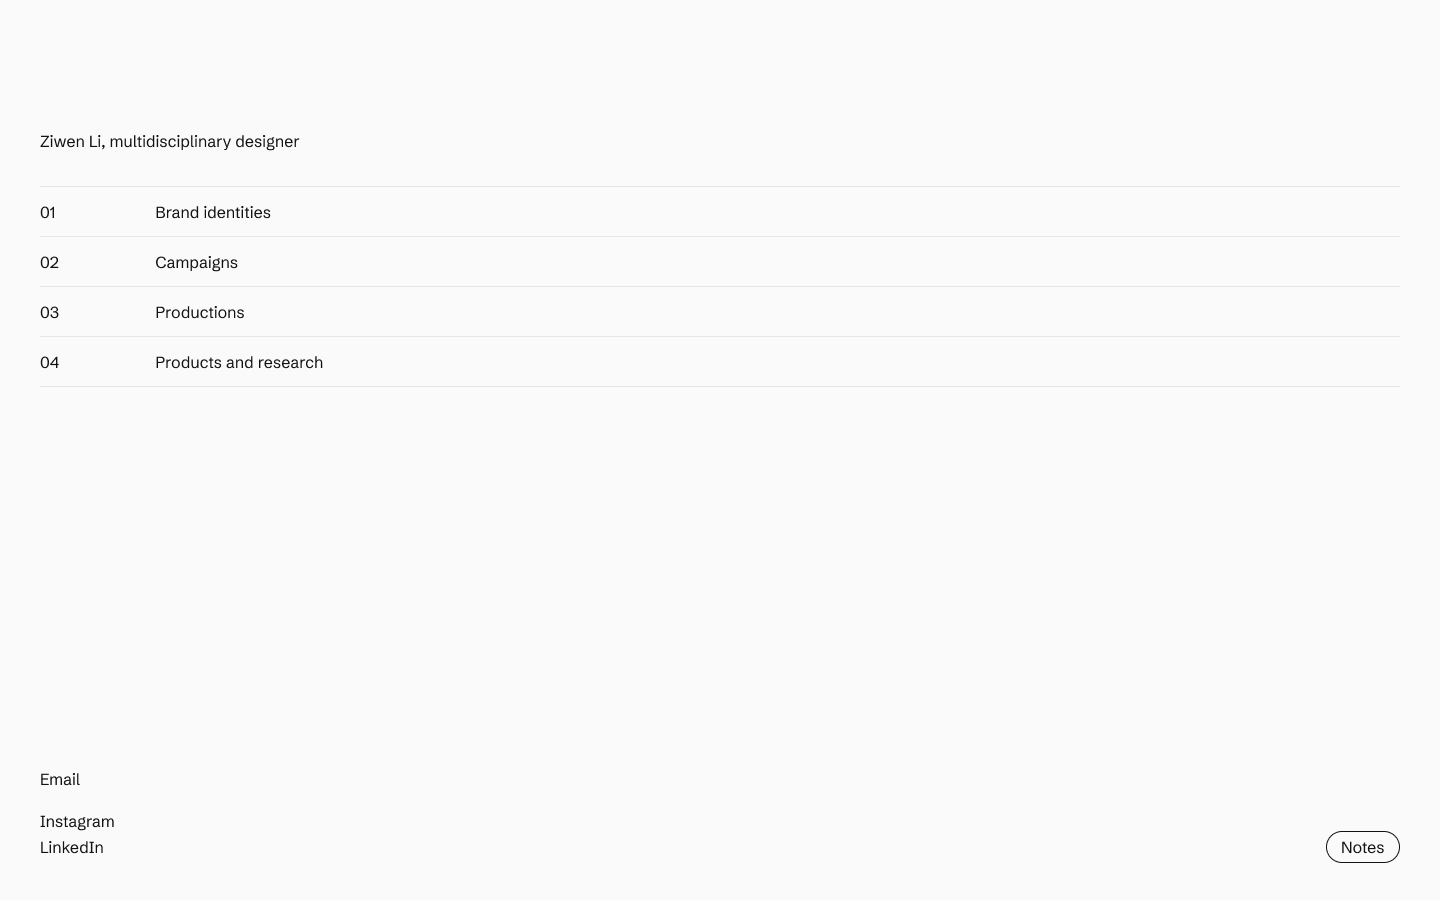 Ziwen Li, multidisciplinary designer
01 Brand identities
02 Campaigns
03 Productions
04 Products and research
Email
Instagram
LinkedIn
Notes